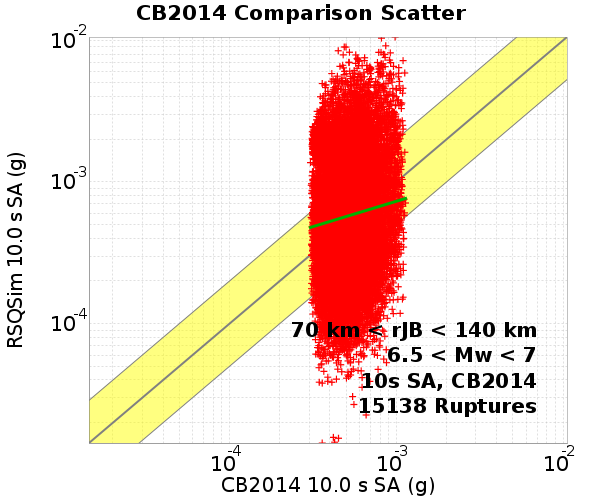 CB2014 Comparison Scatter
10-2
10-3
10-4
RSQSim 10.0 s SA (g)
70 km < rJB < 140 km
6.5 < Mw < 7
10s SA, CB2014
15138 Ruptures
10-4 10-3 10-2
CB2014 10.0 s SA (g)